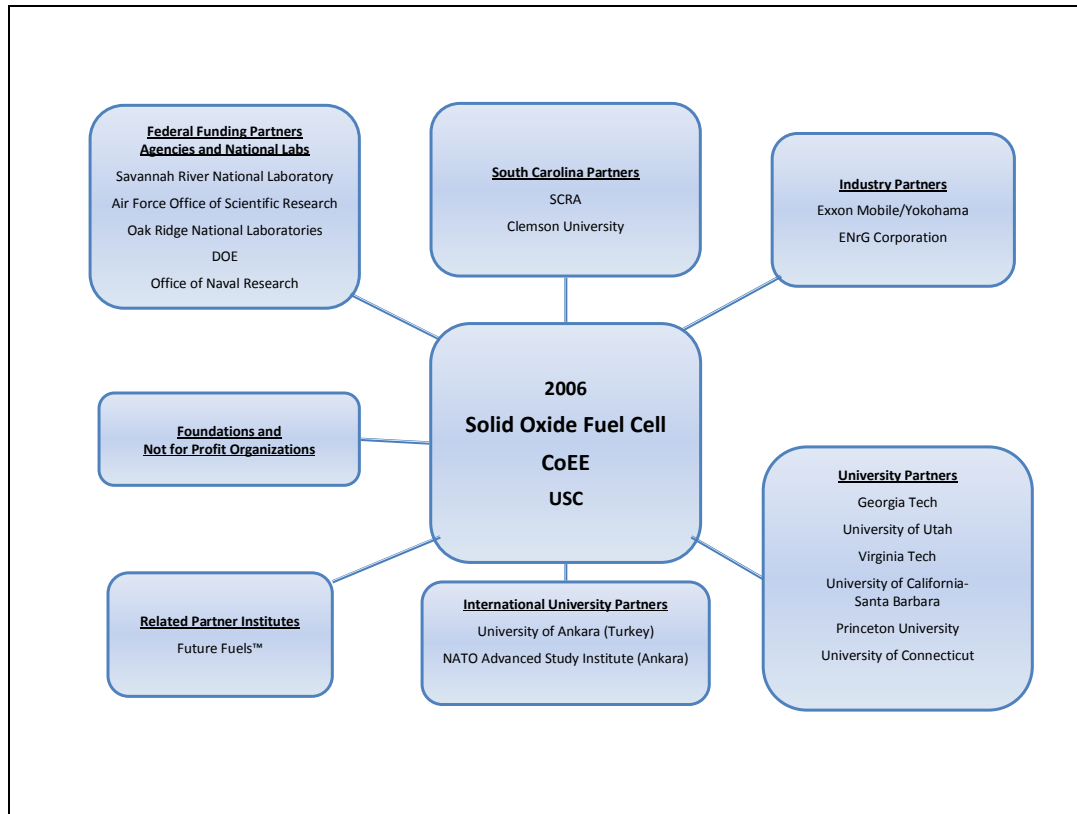 Federal Funding Partners
Agencies and National Labs
Savannah River National Laboratory
Air Force Office of Scientific Research
Oak Ridge National Laboratories
DOE
Office of Naval Research
South Carolina Partners
SCRA
Clemson University
Industry Partners
Exxon Mobile/Yokohama
ENrG Corporation
2006
Solid Oxide Fuel Cell
CoEE
USC
Foundations and
Not for Profit Organizations
University Partners
Georgia Tech
University of Utah
Virginia Tech
University of California-
Santa Barbara
Princeton University
University of Connecticut
Related Partner Institutes
Future Fuels™
International University Partners
University of Ankara (Turkey)
NATO Advanced Study Institute (Ankara)